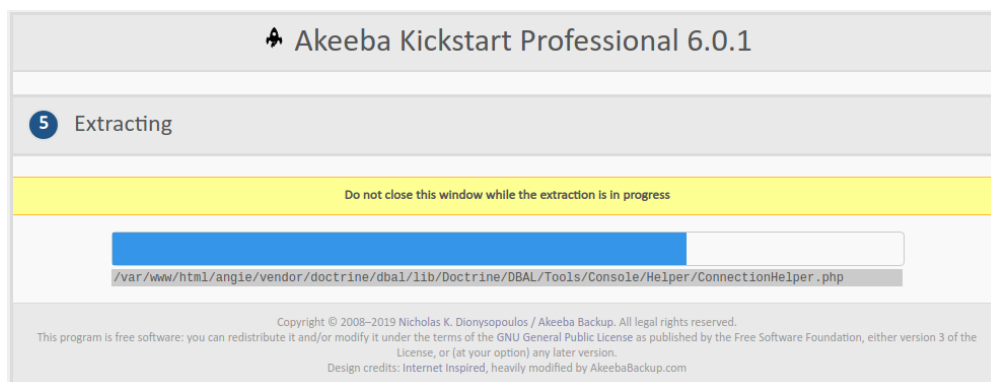 Akeeba Kickstart Professional 6.0.1
5 Extracting
Do not close this window while the extraction is in progress
/var/www/html/angie/vendor/doctrine/dbal/lib/Doctrine/DBAL/Tools/Console/Helper/ConnectionHelper.php
Copyright © 2008–2019 Nicholas K. Dionysopoulos / Akeeba Backup. All legal rights reserved.
This program is free software: you can redistribute it and/or modify it under the terms of the GNU General Public License as published by the Free Software Foundation, either version 3 of the
License, or (at your option) any later version.
Design credits: Internet Inspired, heavily modified by AkeebaBackup.com